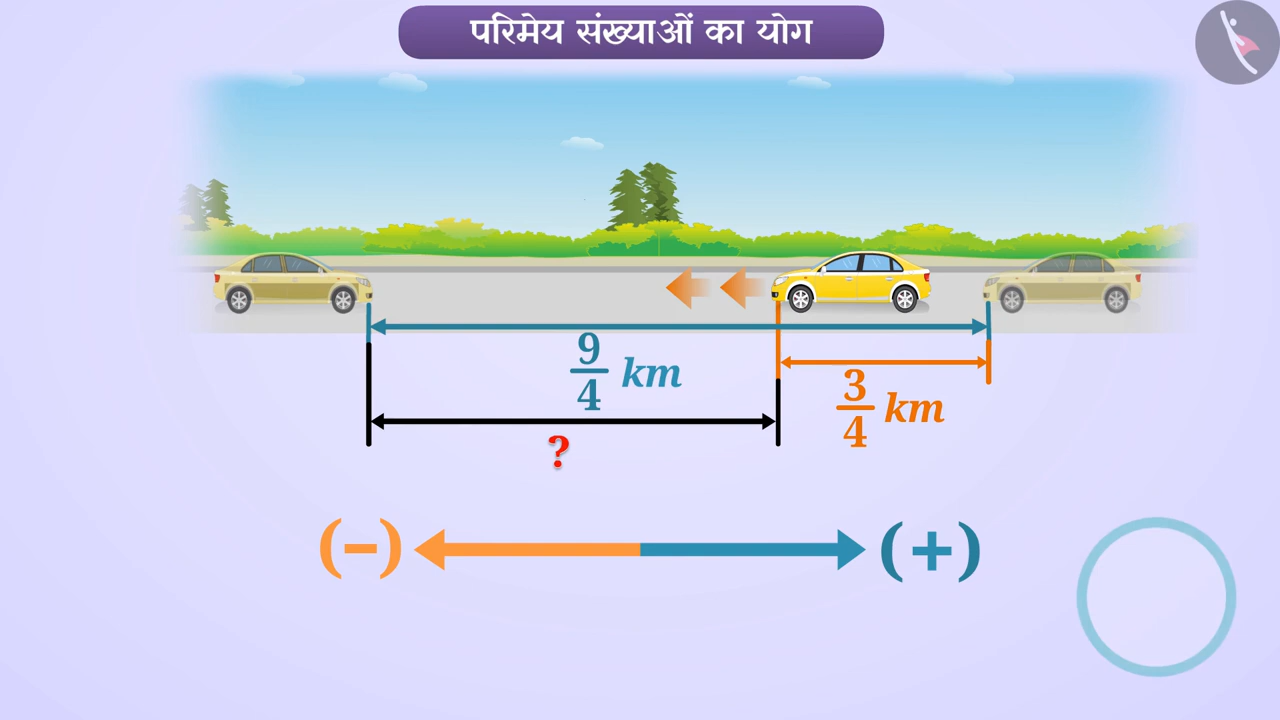 परिमेय संख्याओं का योग
9/4 km
3/4 km
?
(−) (+)